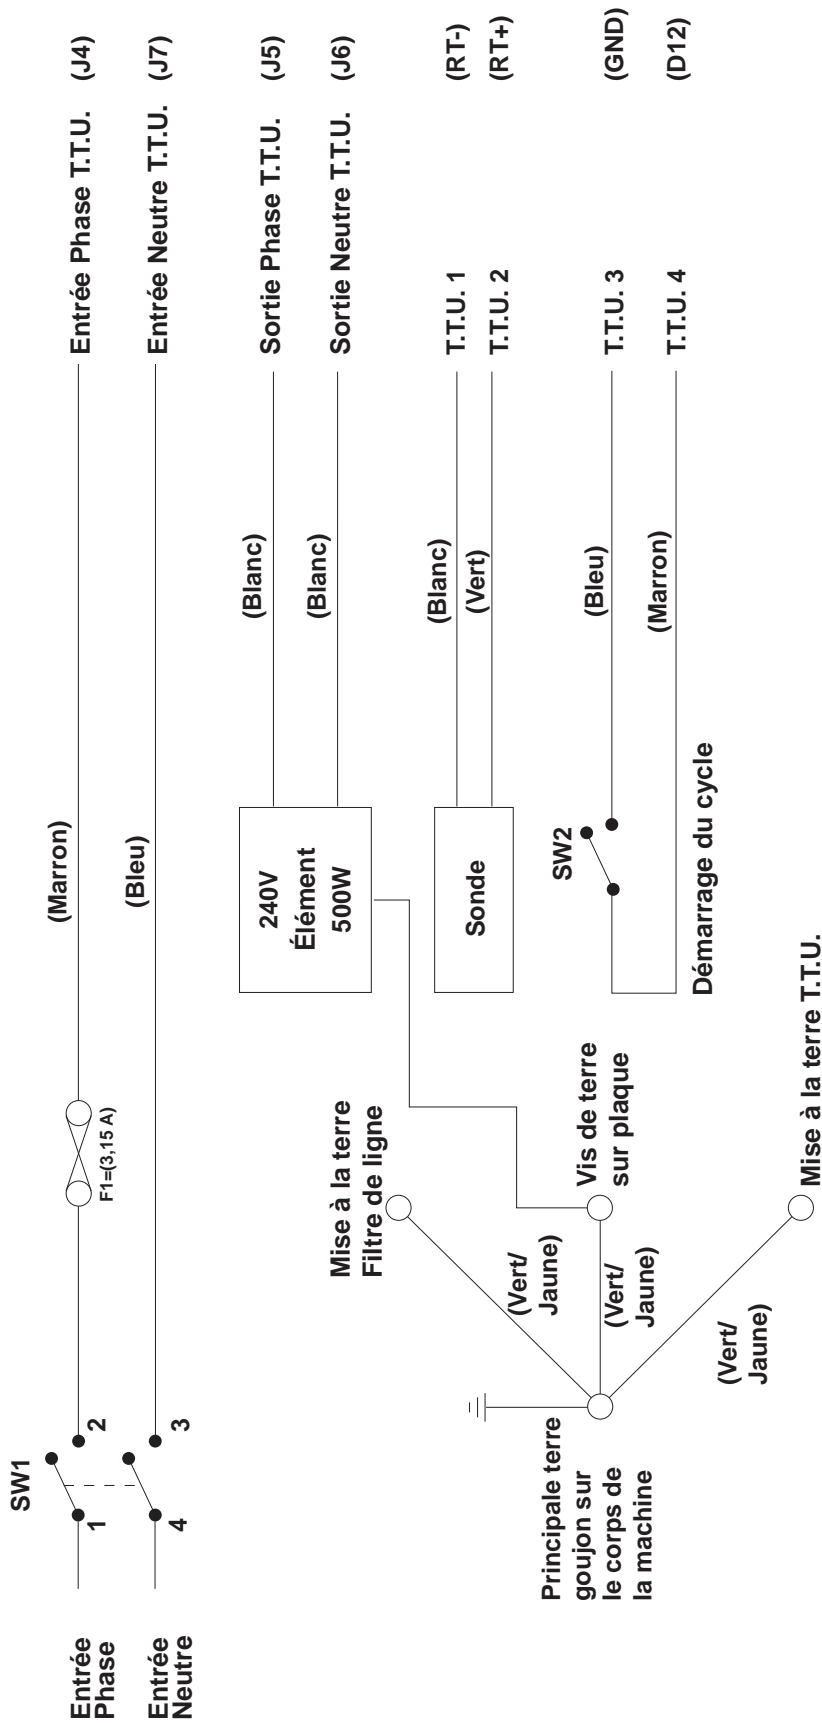 Entrée
Phase
SW1
1
2
F1=(3,15 A)
(Marron)
Entrée Phase T.T.U. (J4)
Entrée
Neutre
4
3
(Bleu)
Entrée Neutre T.T.U. (J7)
240V
Élément
500W
(Blanc)
Sortie Phase T.T.U. (J5)
(Blanc)
Sortie Neutre T.T.U. (J6)
Mise à la terre
Filtre de ligne
Sonde
(Blanc)
T.T.U. 1 (RT-)
(Vert)
T.T.U. 2 (RT+)
Principale terre
goujon sur
le corps de
la machine
(Vert/
Jaune)
(Vert/
Jaune)
(Vert/
Jaune)
Vis de terre
sur plaque
SW2
(Bleu)
T.T.U. 3 (GND)
(Marron)
T.T.U. 4 (D12)
Démarrage du cycle
Mise à la terre T.T.U.